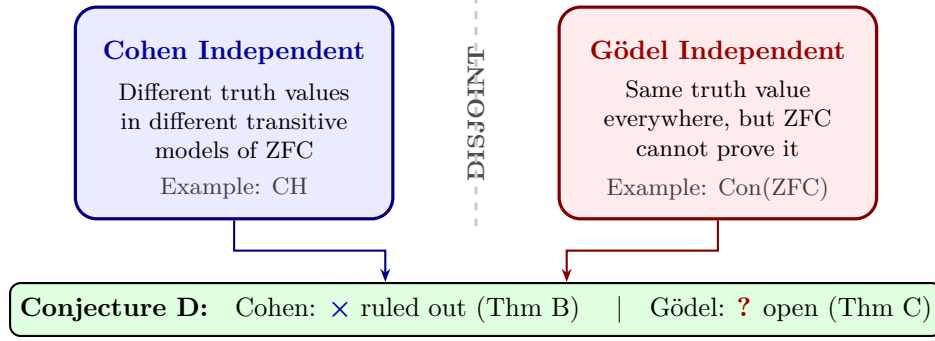 Cohen Independent
Different truth values
in different transitive
models of ZFC
Example: CH
DISJOINT
Gödel Independent
Same truth value
everywhere, but ZFC
cannot prove it
Example: Con(ZFC)
Conjecture D: Cohen: × ruled out (Thm B) | Gödel: ? open (Thm C)